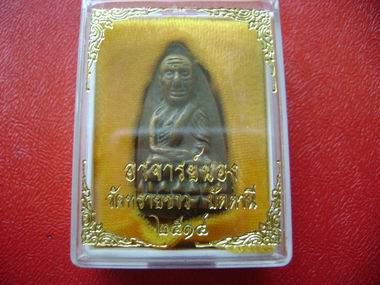 อาจารย์นอง
วัดทรายขาว ปัตตานี
๒๕๑๔